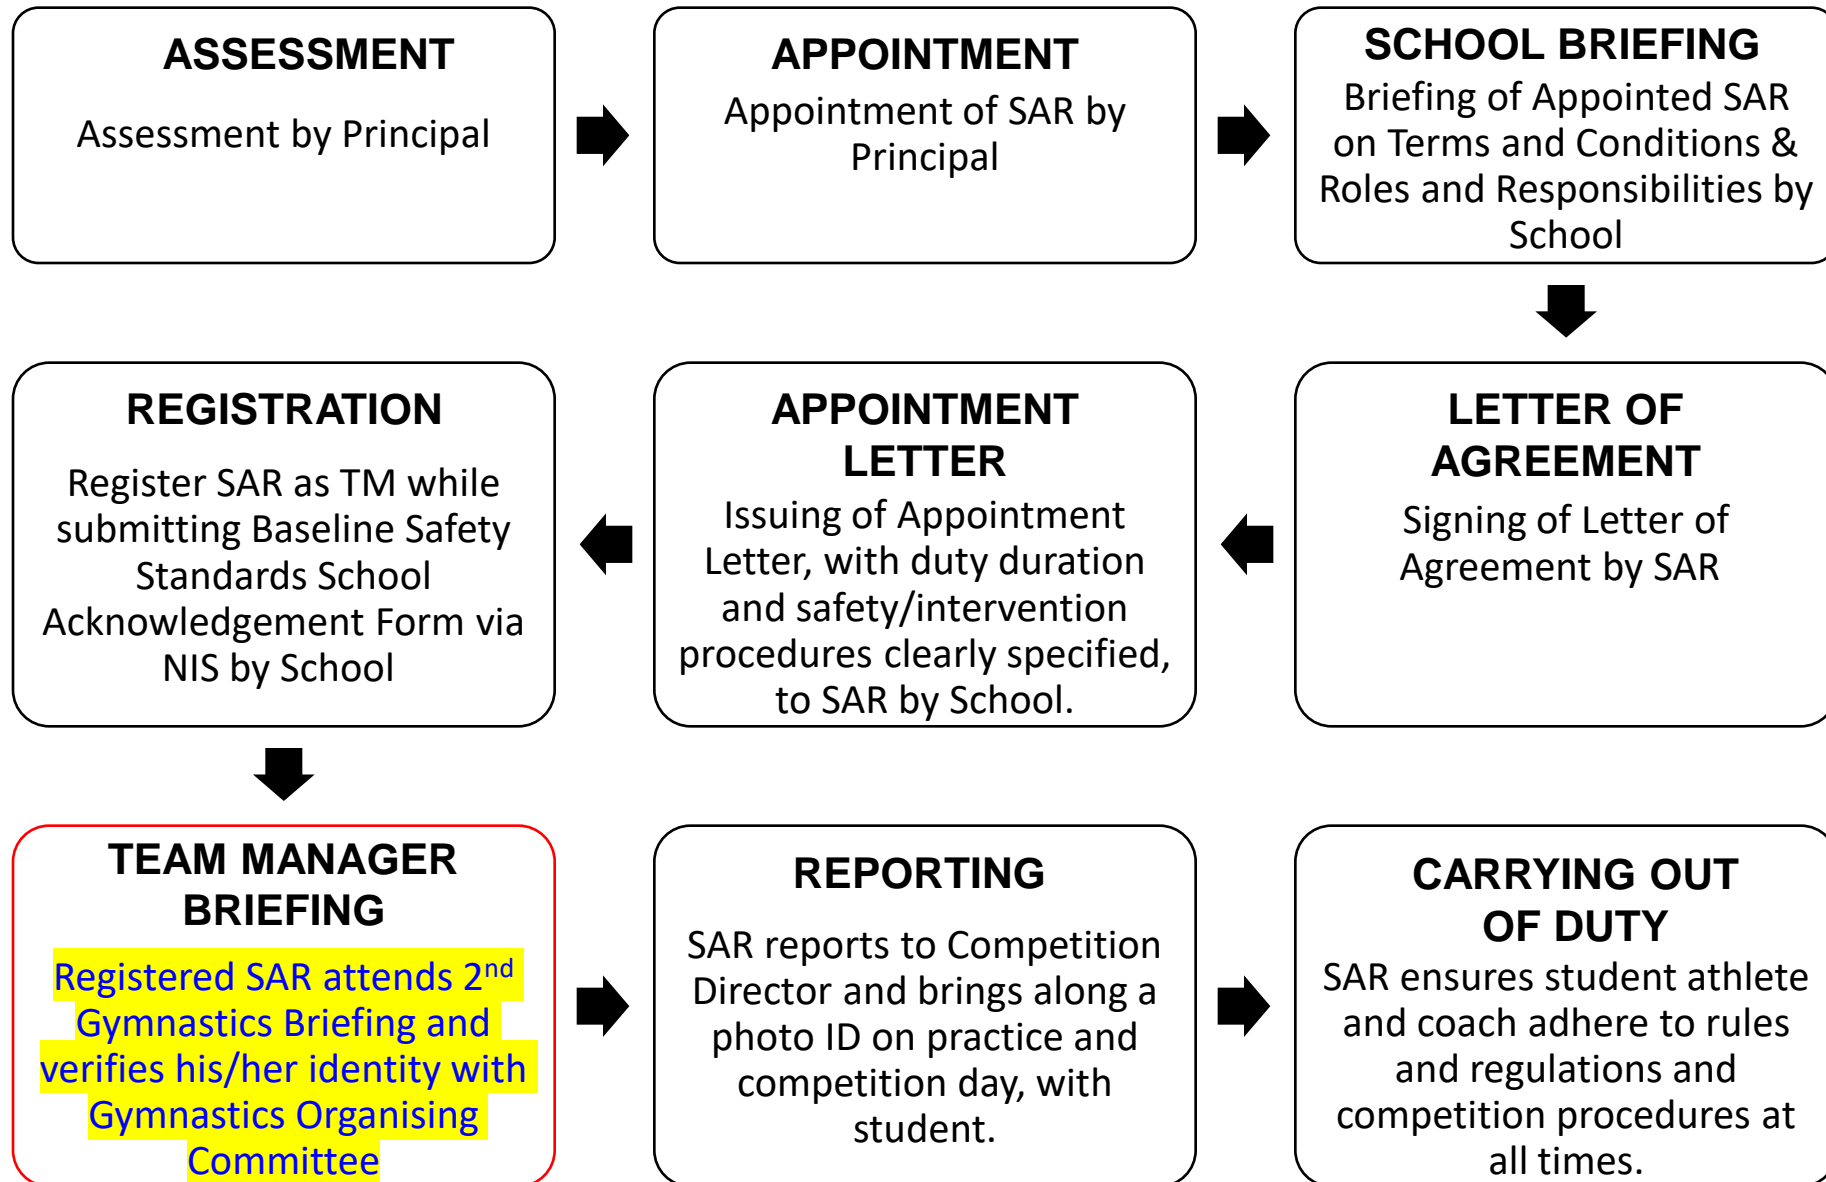 ASSESSMENT
Assessment by Principal
APPOINTMENT
Appointment of SAR by
Principal
SCHOOL BRIEFING
Briefing of Appointed SAR
on Terms and Conditions &
Roles and Responsibilities by
School
LETTER OF
AGREEMENT
Signing of Letter of
Agreement by SAR
APPOINTMENT
LETTER
Issuing of Appointment
Letter, with duty duration
and safety/intervention
procedures clearly specified,
to SAR by School.
REGISTRATION
Register SAR as TM while
submitting Baseline Safety
Standards School
Acknowledgement Form via
NIS by School
TEAM MANAGER
BRIEFING
Registered SAR attends 2nd
Gymnastics Briefing and
verifies his/her identity with
Gymnastics Organising
Committee
REPORTING
SAR reports to Competition
Director and brings along a
photo ID on practice and
competition day, with
student.
CARRYING OUT
OF DUTY
SAR ensures student athlete
and coach adhere to rules
and regulations and
competition procedures at
all times.